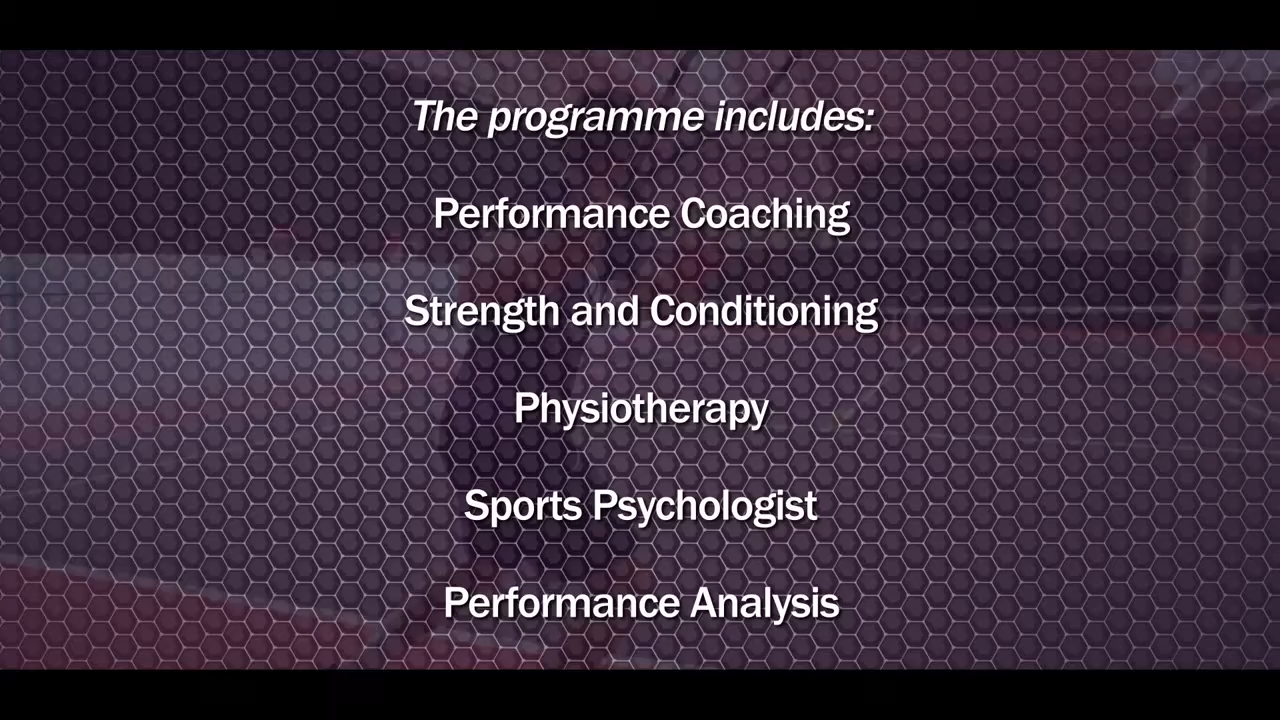 The programme includes:
Performance Coaching
Strength and Conditioning
Physiotherapy
Sports Psychologist
Performance Analysis